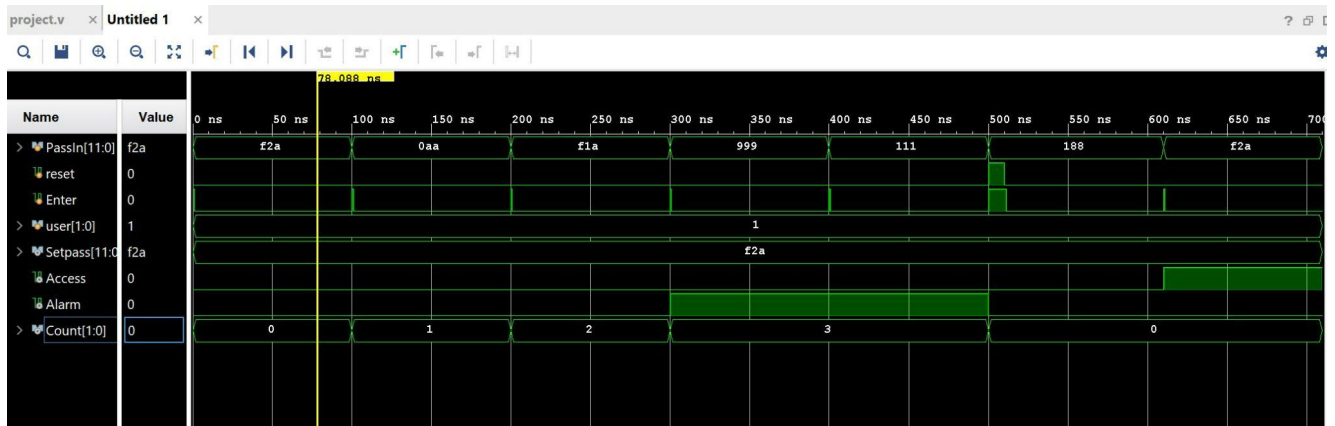 project.v × Untitled 1 ×
?
78.088 ns
Name Value 0 ns 50 ns 100 ns 150 ns 200 ns 250 ns 300 ns 350 ns 400 ns 450 ns 500 ns 550 ns 600 ns 650 ns 700
> PassIn[11:0] f2a f2a 0aa f1a 999 111 188 f2a
reset 0
Enter 0
> user[1:0] 1 1
> Setpass[11:0 f2a f2a
Access 0
Alarm 0
> Count[1:0] 0 0 1 2 3 0